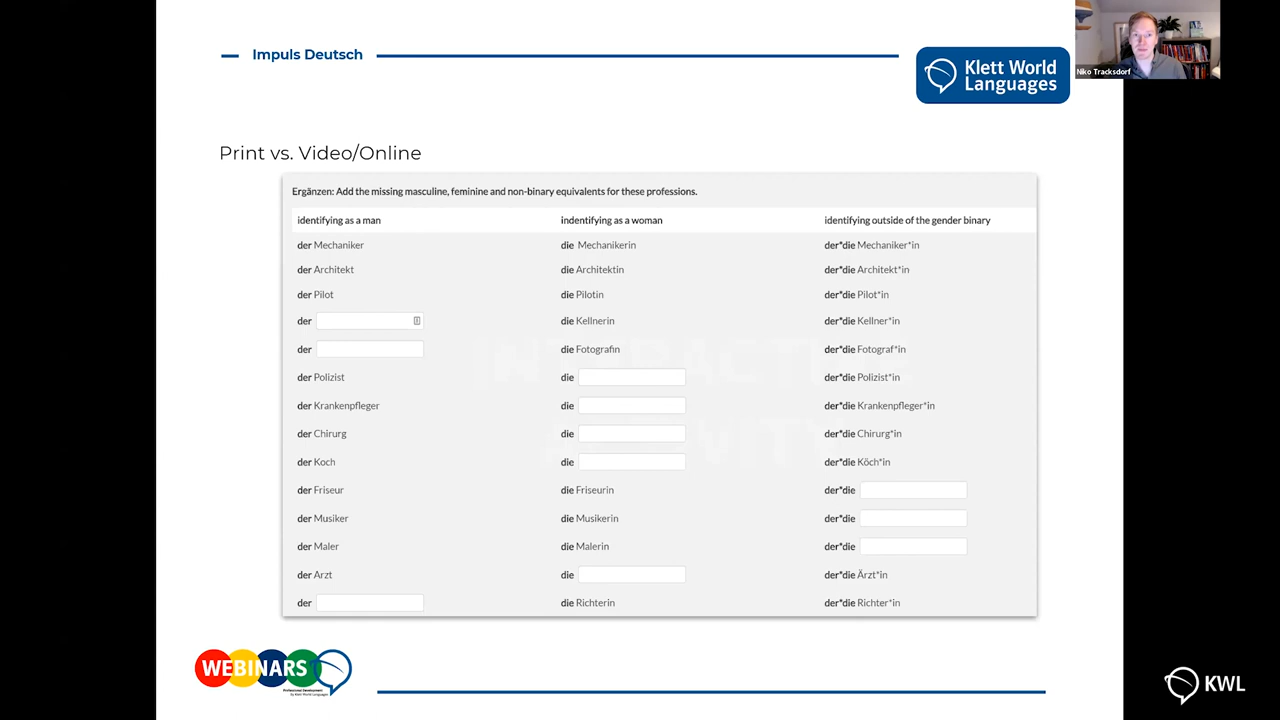 Impuls Deutsch
Klett World
Languages
Niko Tracksdorf
Print vs. Video/Online
Ergänzen: Add the missing masculine, feminine and non-binary equivalents for these professions.
identifying as a man indentifying as a woman identifying outside of the gender binary
der Mechaniker die Mechanikerin der*die Mechaniker*in
der Architekt die Architektin der*die Architekt*in
der Pilot die Pilotin der*die Pilot*in
der die Kellnerin der*die Kellner*in
der die Fotografin der*die Fotograf*in
der Polizist die der*die Polizist*in
der Krankenpfleger die der*die Krankenpfleger*in
der Chirurg die der*die Chirurg*in
der Koch die der*die Köch*in
der Friseur die Friseurin der*die
der Musiker die Musikerin der*die
der Maler die Malerin der*die
der Arzt die der*die Ärzt*in
der die Richterin der*die Richter*in
WEBINARS
Professional Development
by Klett World Languages
KWL